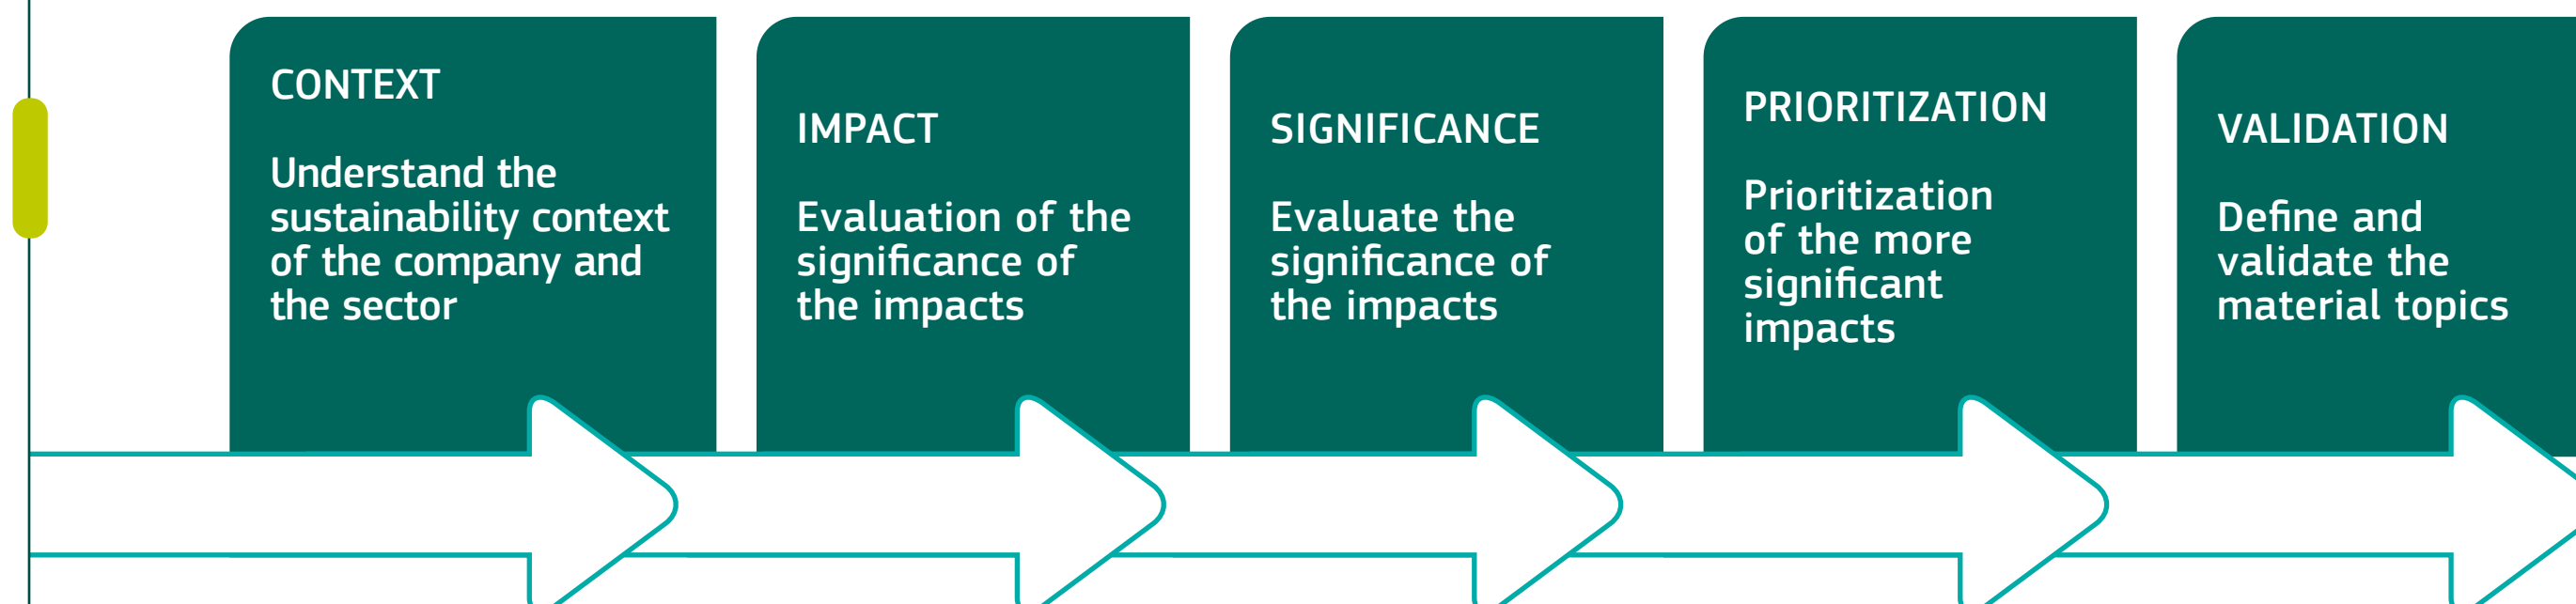 CONTEXT
Understand the
sustainability context
of the company and
the sector
IMPACT
Evaluation of the
significance of
the impacts
SIGNIFICANCE
Evaluate the
significance of
the impacts
PRIORITIZATION
Prioritization
of the more
significant
impacts
VALIDATION
Define and
validate the
material topics